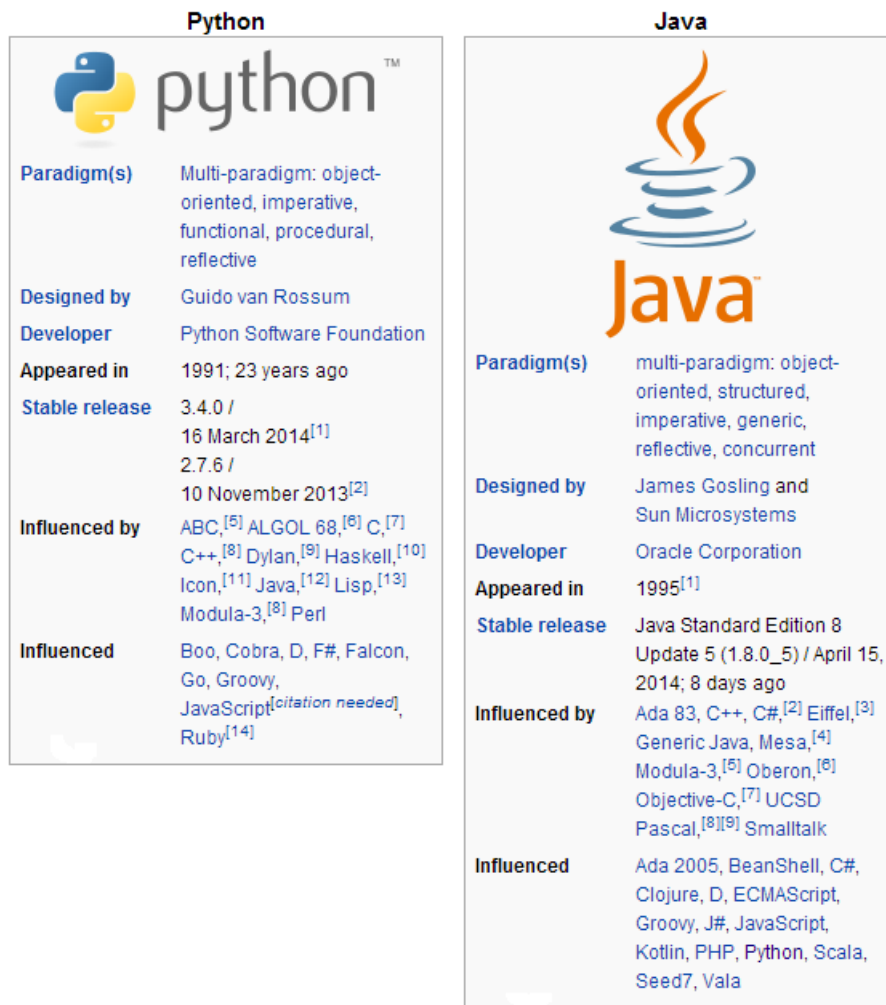 Python
python™
Paradigm(s) Multi-paradigm: object-
oriented, imperative,
functional, procedural,
reflective
Designed by Guido van Rossum
Developer Python Software Foundation
Appeared in 1991; 23 years ago
Stable release 3.4.0 /
16 March 2014[1]
2.7.6 /
10 November 2013[2]
Influenced by ABC,[5] ALGOL 68,[6] C,[7]
C++,[8] Dylan,[9] Haskell,[10]
Icon,[11] Java,[12] Lisp,[13]
Modula-3,[8] Perl
Influenced Boo, Cobra, D, F#, Falcon,
Go, Groovy,
JavaScript[citation needed],
Ruby[14]
Java
Java™
Paradigm(s) multi-paradigm: object-
oriented, structured,
imperative, generic,
reflective, concurrent
Designed by James Gosling and
Sun Microsystems
Developer Oracle Corporation
Appeared in 1995[1]
Stable release Java Standard Edition 8
Update 5 (1.8.0_5) / April 15,
2014; 8 days ago
Influenced by Ada 83, C++, C#,[2] Eiffel,[3]
Generic Java, Mesa,[4]
Modula-3,[5] Oberon,[6]
Objective-C,[7] UCSD
Pascal,[8][9] Smalltalk
Influenced Ada 2005, BeanShell, C#,
Clojure, D, ECMAScript,
Groovy, J#, JavaScript,
Kotlin, PHP, Python, Scala,
Seed7, Vala